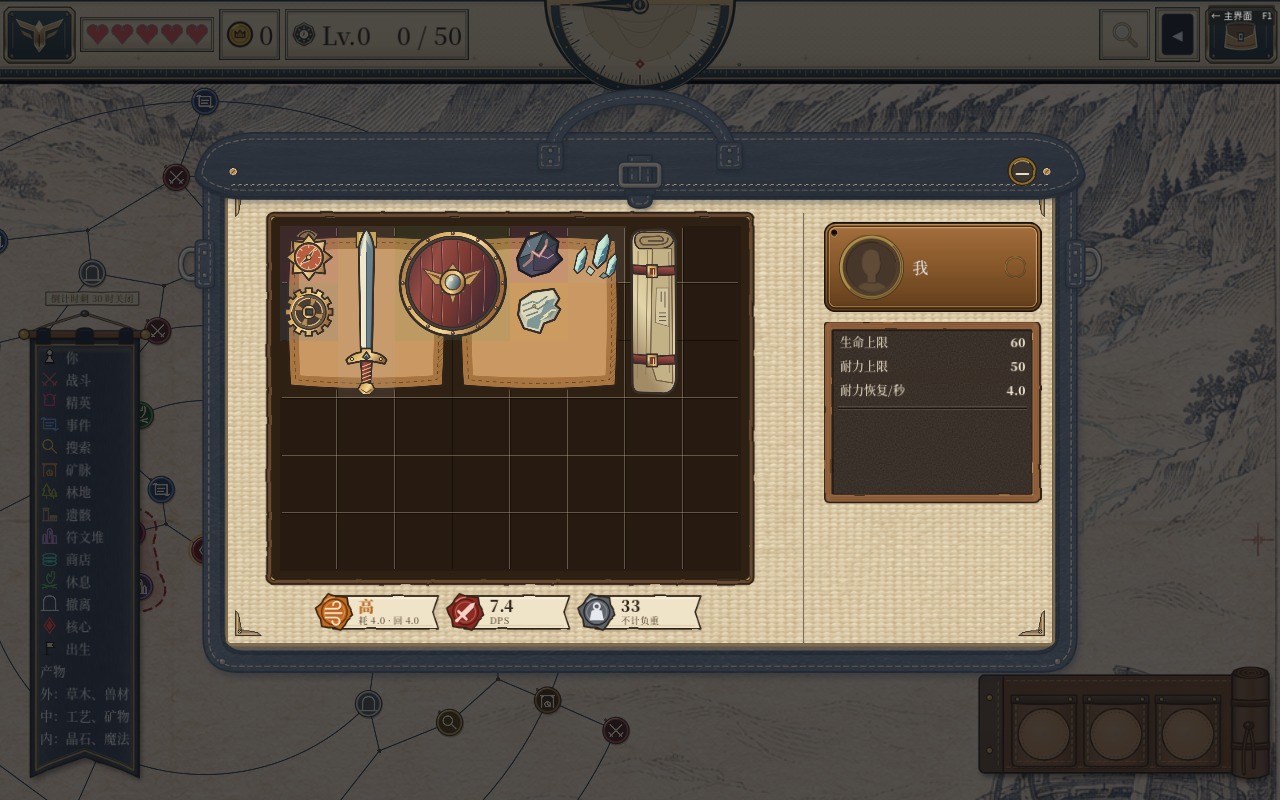 0
Lv.0 0 / 50
← 主界面 F1
倒计时剩 30 时关闭
你
战斗
精英
事件
搜索
矿脉
林地
遗骸
符文堆
商店
休息
撤离
核心
出生
产物
外: 草木、兽材
中: 工艺、矿物
内: 晶石、魔法
我
生命上限 60
耐力上限 50
耐力恢复/秒 4.0
高
耗 4.0 · 回 4.0
7.4
DPS
33
不计负重